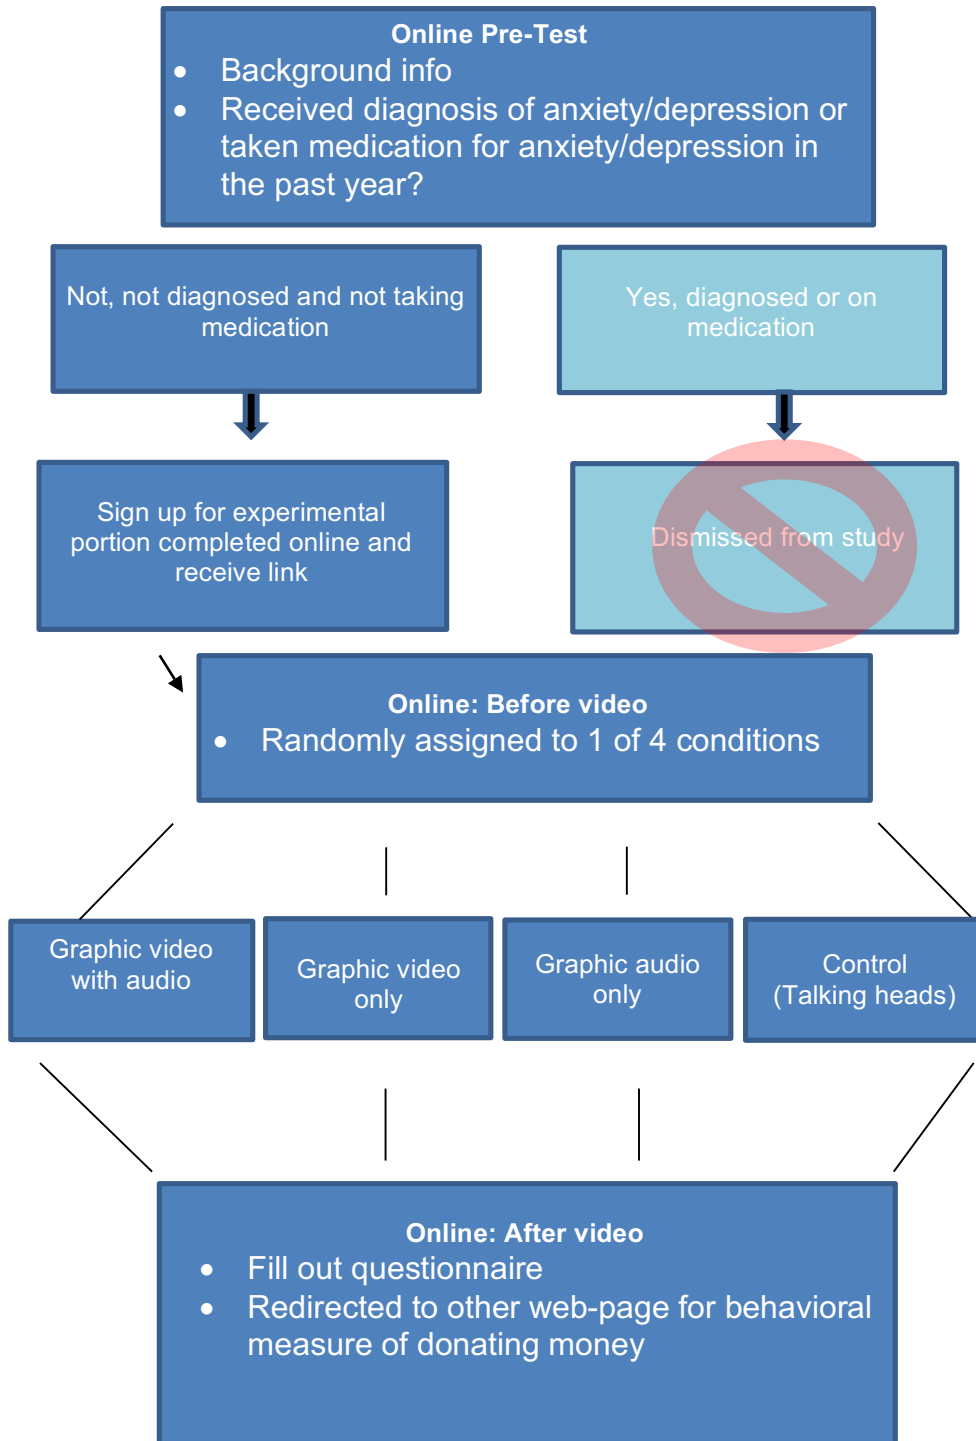 Online Pre-Test
• Background info
• Received diagnosis of anxiety/depression or
taken medication for anxiety/depression in
the past year?
Not, not diagnosed and not taking
medication
Yes, diagnosed or on
medication
Sign up for experimental
portion completed online and
receive link
Dismissed from study
Online: Before video
• Randomly assigned to 1 of 4 conditions
Graphic video
with audio
Graphic video
only
Graphic audio
only
Control
(Talking heads)
Online: After video
• Fill out questionnaire
• Redirected to other web-page for behavioral
measure of donating money